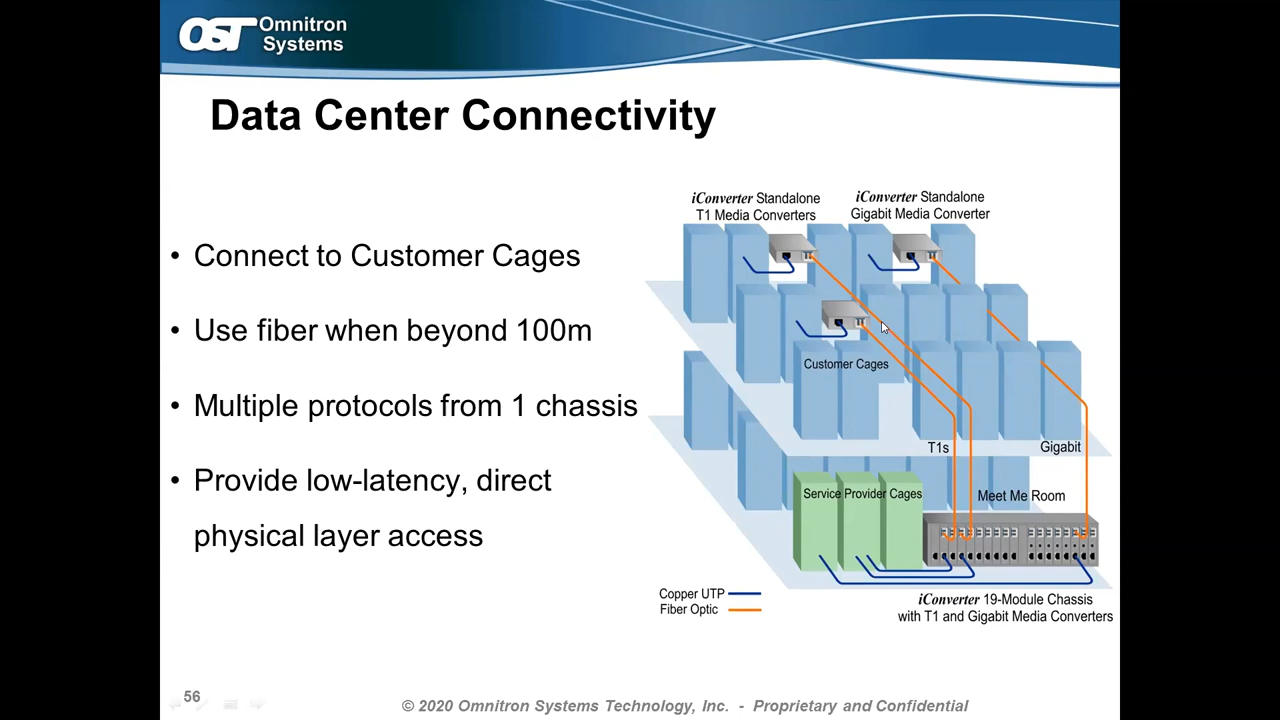 OST Omnitron
Systems
Data Center Connectivity
• Connect to Customer Cages
• Use fiber when beyond 100m
• Multiple protocols from 1 chassis
• Provide low-latency, direct
physical layer access
iConverter Standalone
T1 Media Converters
iConverter Standalone
Gigabit Media Converter
Customer Cages
T1s
Gigabit
Service Provider Cages
Meet Me Room
Copper UTP
Fiber Optic
iConverter 19-Module Chassis
with T1 and Gigabit Media Converters
56
© 2020 Omnitron Systems Technology, Inc. - Proprietary and Confidential